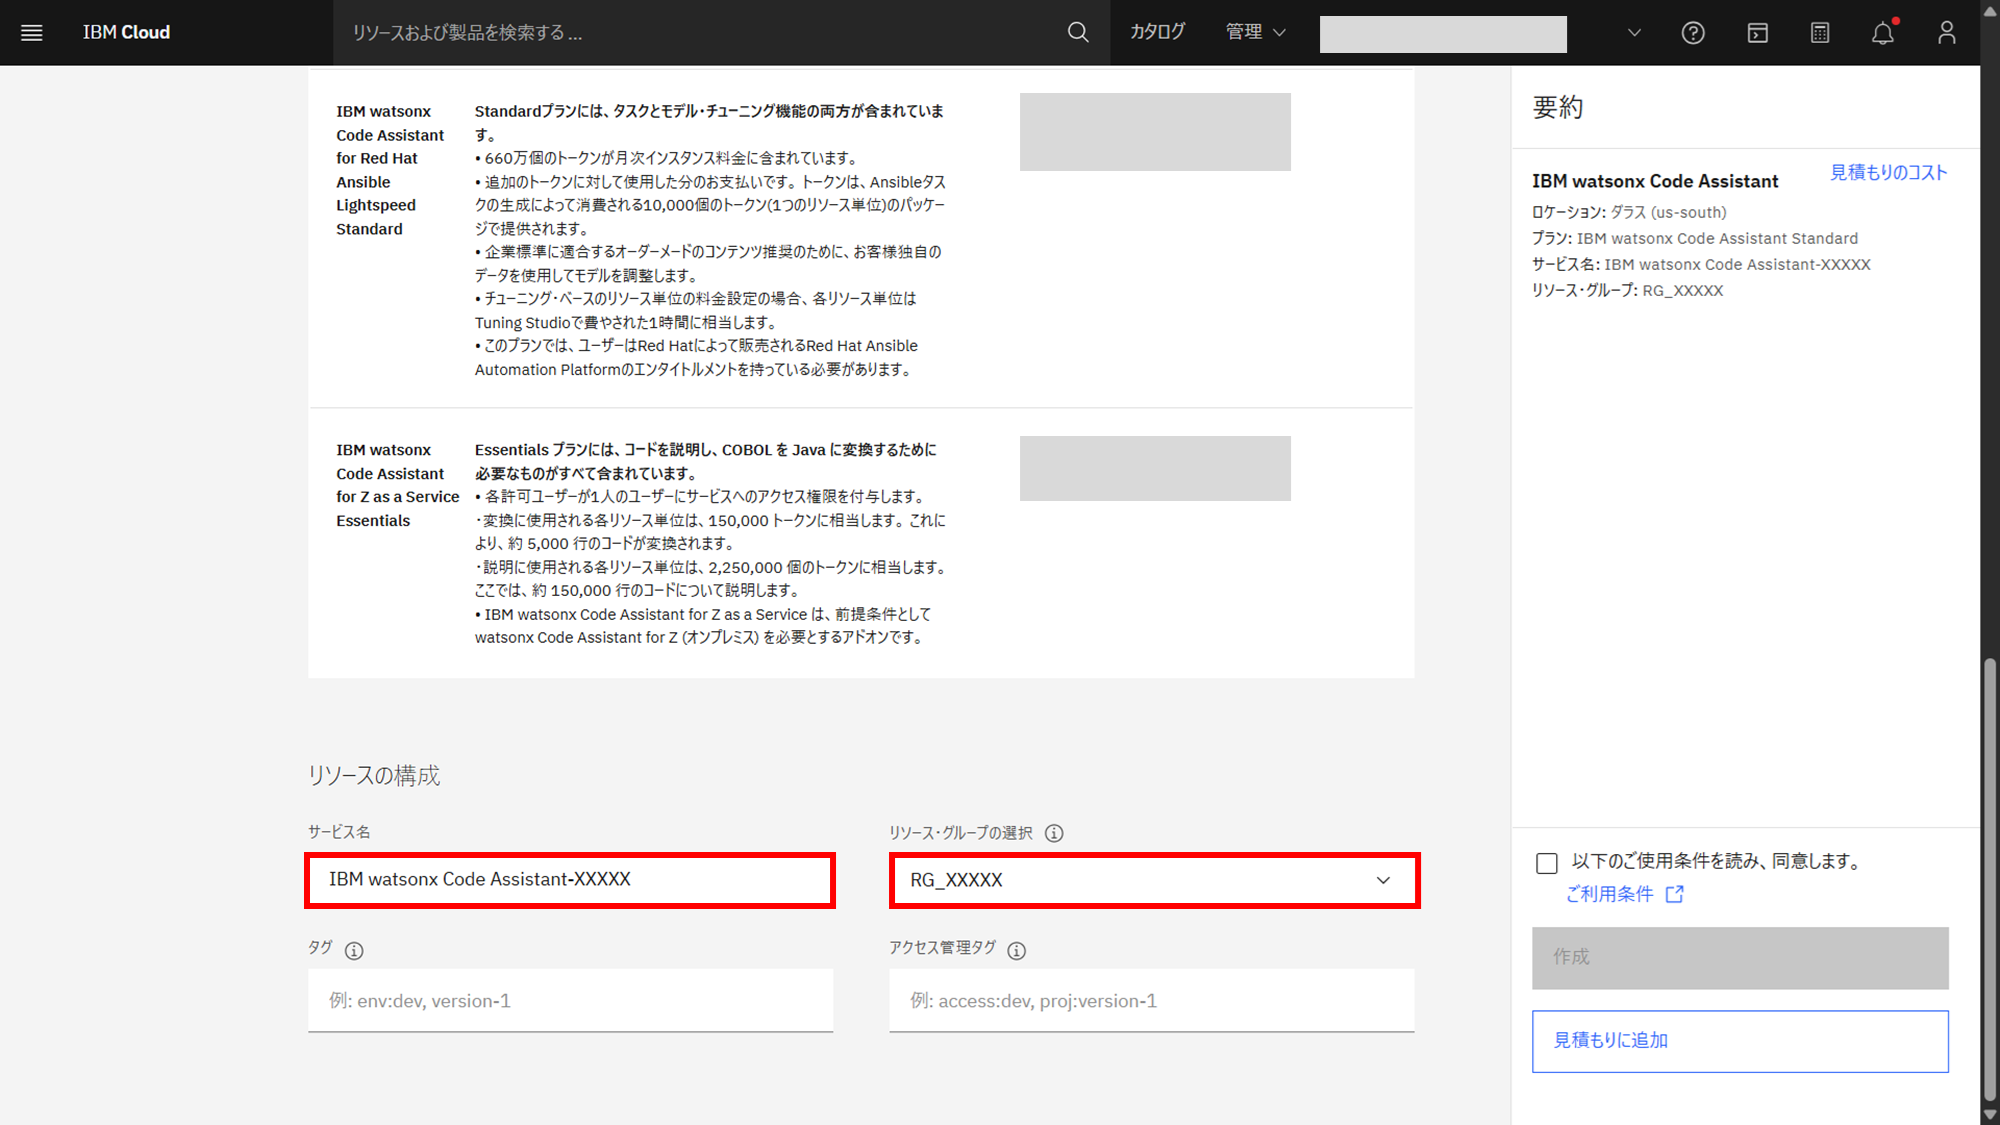 IBM Cloud
リソースおよび製品を検索する ...
カタログ
管理
IBM watsonx
Code Assistant
for Red Hat
Ansible
Lightspeed
Standard
Standardプランには、タスクとモデル・チューニング機能の両方が含まれていま
す。
• 660万個のトークンが月次インスタンス料金に含まれています。
• 追加のトークンに対して使用した分のお支払いです。トークンは、Ansibleタス
クの生成によって消費される10,000個のトークン(1つのリソース単位)のパッケー
ジで提供されます。
• 企業標準に適合するオーダーメードのコンテンツ推奨のために、お客様独自の
データを使用してモデルを調整します。
• チューニング・ベースのリソース単位の料金設定の場合、各リソース単位は
Tuning Studioで費やされた1時間に相当します。
• このプランでは、ユーザーはRed Hatによって販売されるRed Hat Ansible
Automation Platformのエンタイトルメントを持っている必要があります。
IBM watsonx
Code Assistant
for Z as a Service
Essentials
Essentials プランには、コードを説明し、COBOL を Java に変換するために
必要なものがすべて含まれています。
• 各許可ユーザーが1人のユーザーにサービスへのアクセス権限を付与します。
・変換に使用される各リソース単位は、150,000 トークンに相当します。これに
より、約 5,000 行のコードが変換されます。
・説明に使用される各リソース単位は、2,250,000 個のトークンに相当します。
ここでは、約 150,000 行のコードについて説明します。
• IBM watsonx Code Assistant for Z as a Service は、前提条件として
watsonx Code Assistant for Z (オンプレミス) を必要とするアドオンです。
リソースの構成
サービス名
IBM watsonx Code Assistant-XXXXX
リソース・グループの選択
RG_XXXXX
タグ
例: env:dev, version-1
アクセス管理タグ
例: access:dev, proj:version-1
要約
IBM watsonx Code Assistant
見積もりのコスト
ロケーション: ダラス (us-south)
プラン: IBM watsonx Code Assistant Standard
サービス名: IBM watsonx Code Assistant-XXXXX
リソース・グループ: RG_XXXXX
以下のご使用条件を読み、同意します。
ご利用条件
作成
見積もりに追加